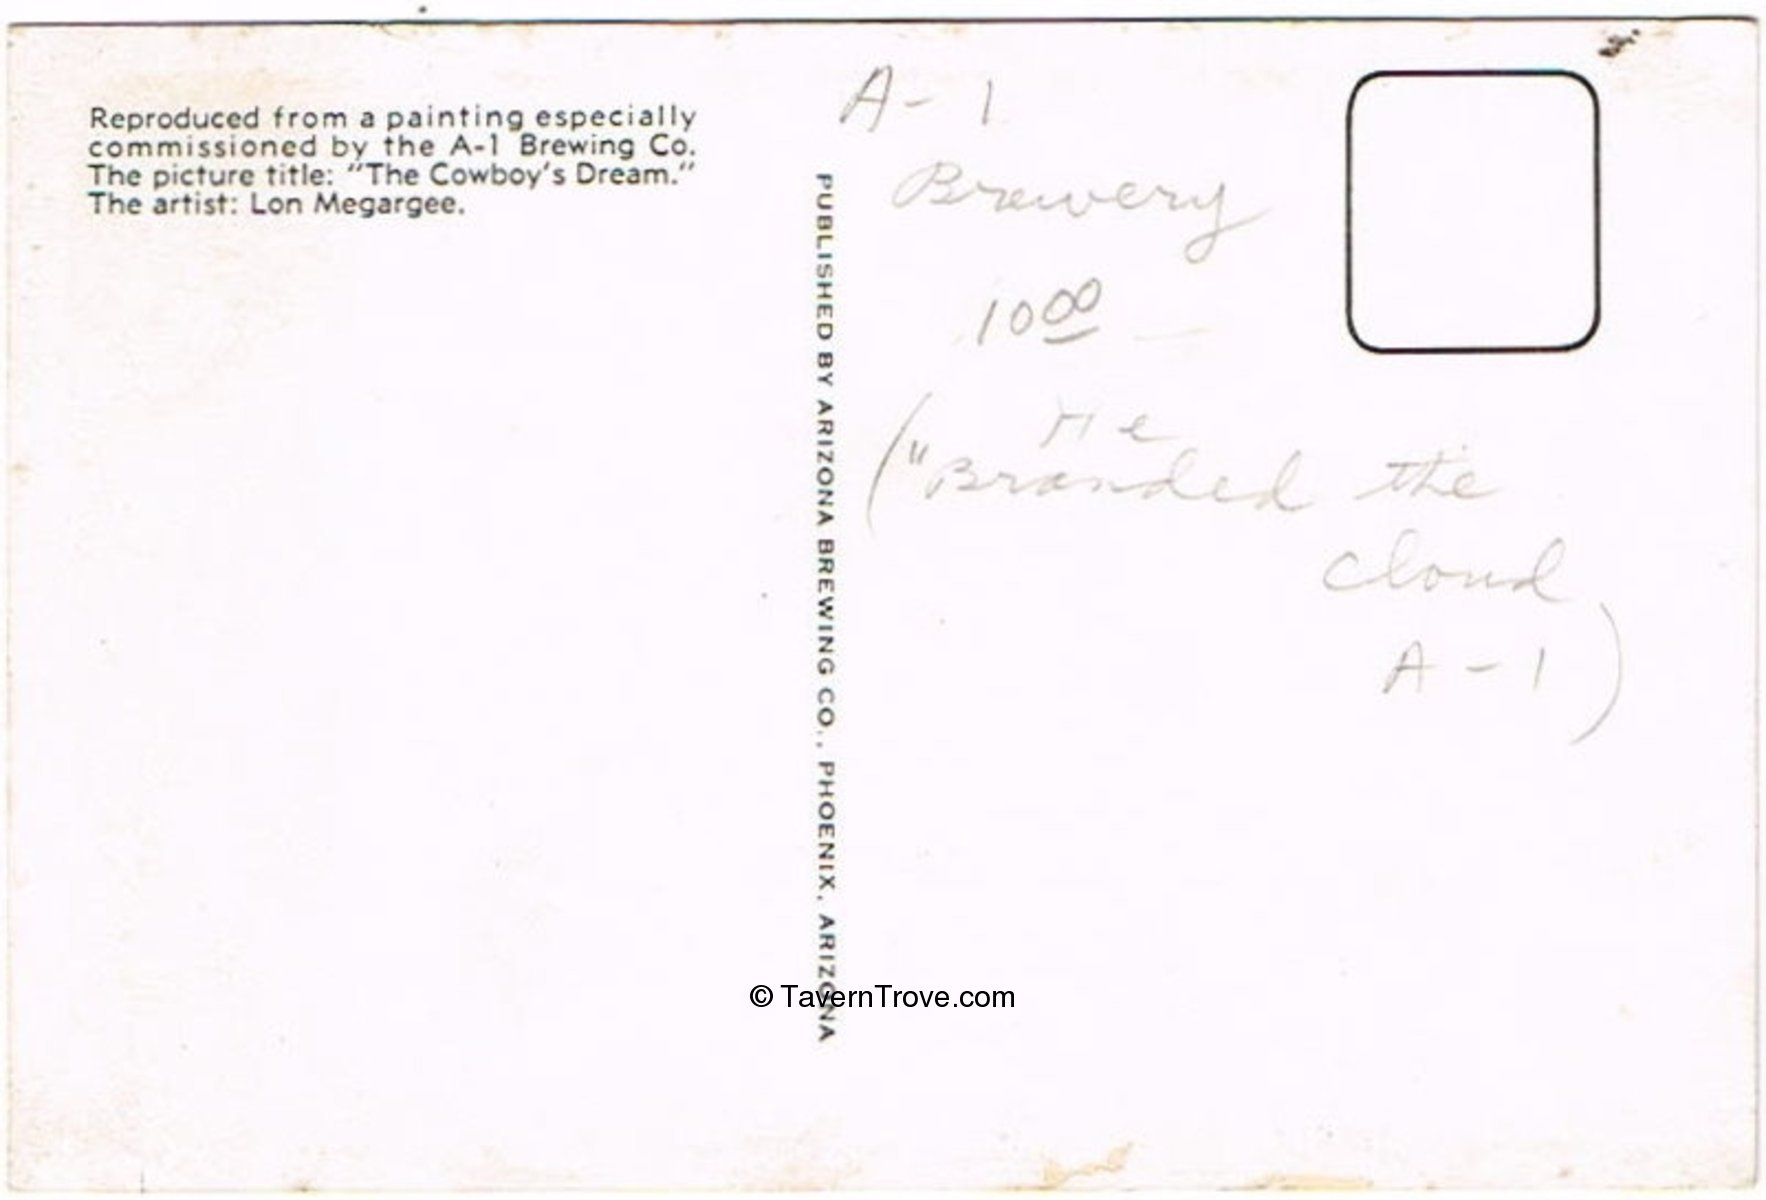 Reproduced from a painting especially
commissioned by the A-1 Brewing Co.
The picture title: "The Cowboy's Dream."
The artist: Lon Megargee.
PUBLISHED BY ARIZONA BREWING CO., PHOENIX, ARIZONA
A-1
Brewery
10 00
("Branded He the
cloud
A-1)
© TavernTrove.com